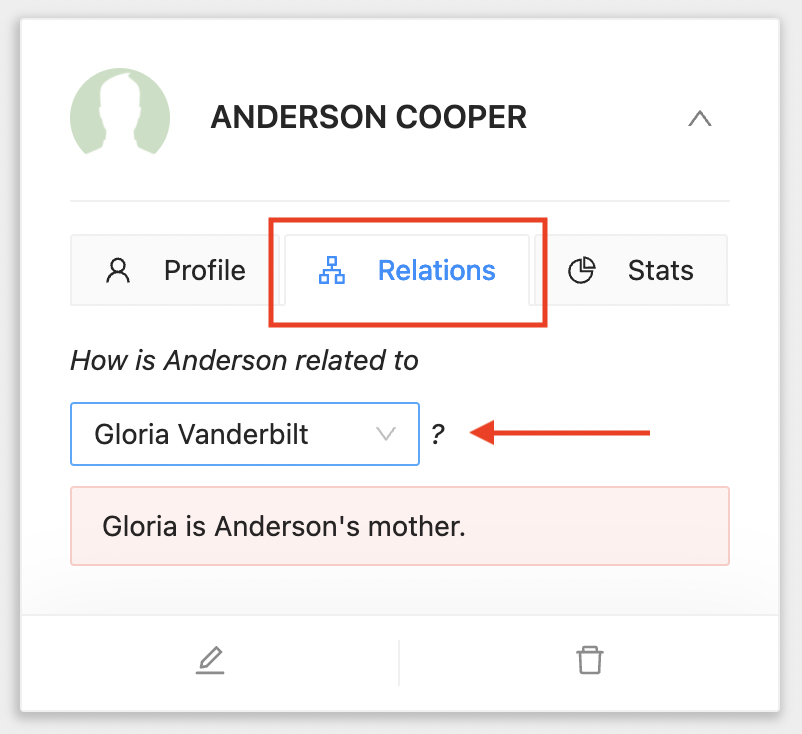 ANDERSON COOPER
Profile Relations Stats
How is Anderson related to
Gloria Vanderbilt ?
Gloria is Anderson's mother.